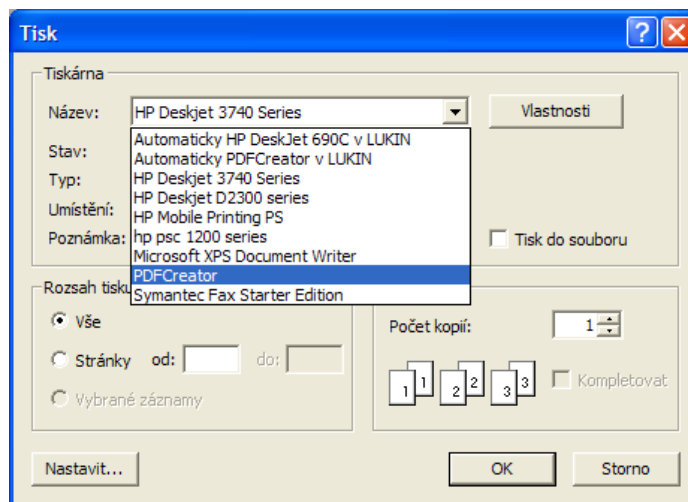 Tisk
Tiskárna
Název: HP Deskjet 3740 Series Vlastnosti
Automaticky HP DeskJet 690C v LUKIN
Stav:
Automaticky PDFCreator v LUKIN
Typ: HP Deskjet 3740 Series
HP Deskjet D2300 series
Umístění: HP Mobile Printing PS
Poznámka: hp psc 1200 series Tisk do souboru
Microsoft XPS Document Writer
PDFCreator
Rozsah tisku Symantec Fax Starter Edition
Vše Počet kopií: 1
Stránky od: do: 1 1 2 2 3 3 Kompletovat
Vybrané záznamy
Nastavit... OK Storno